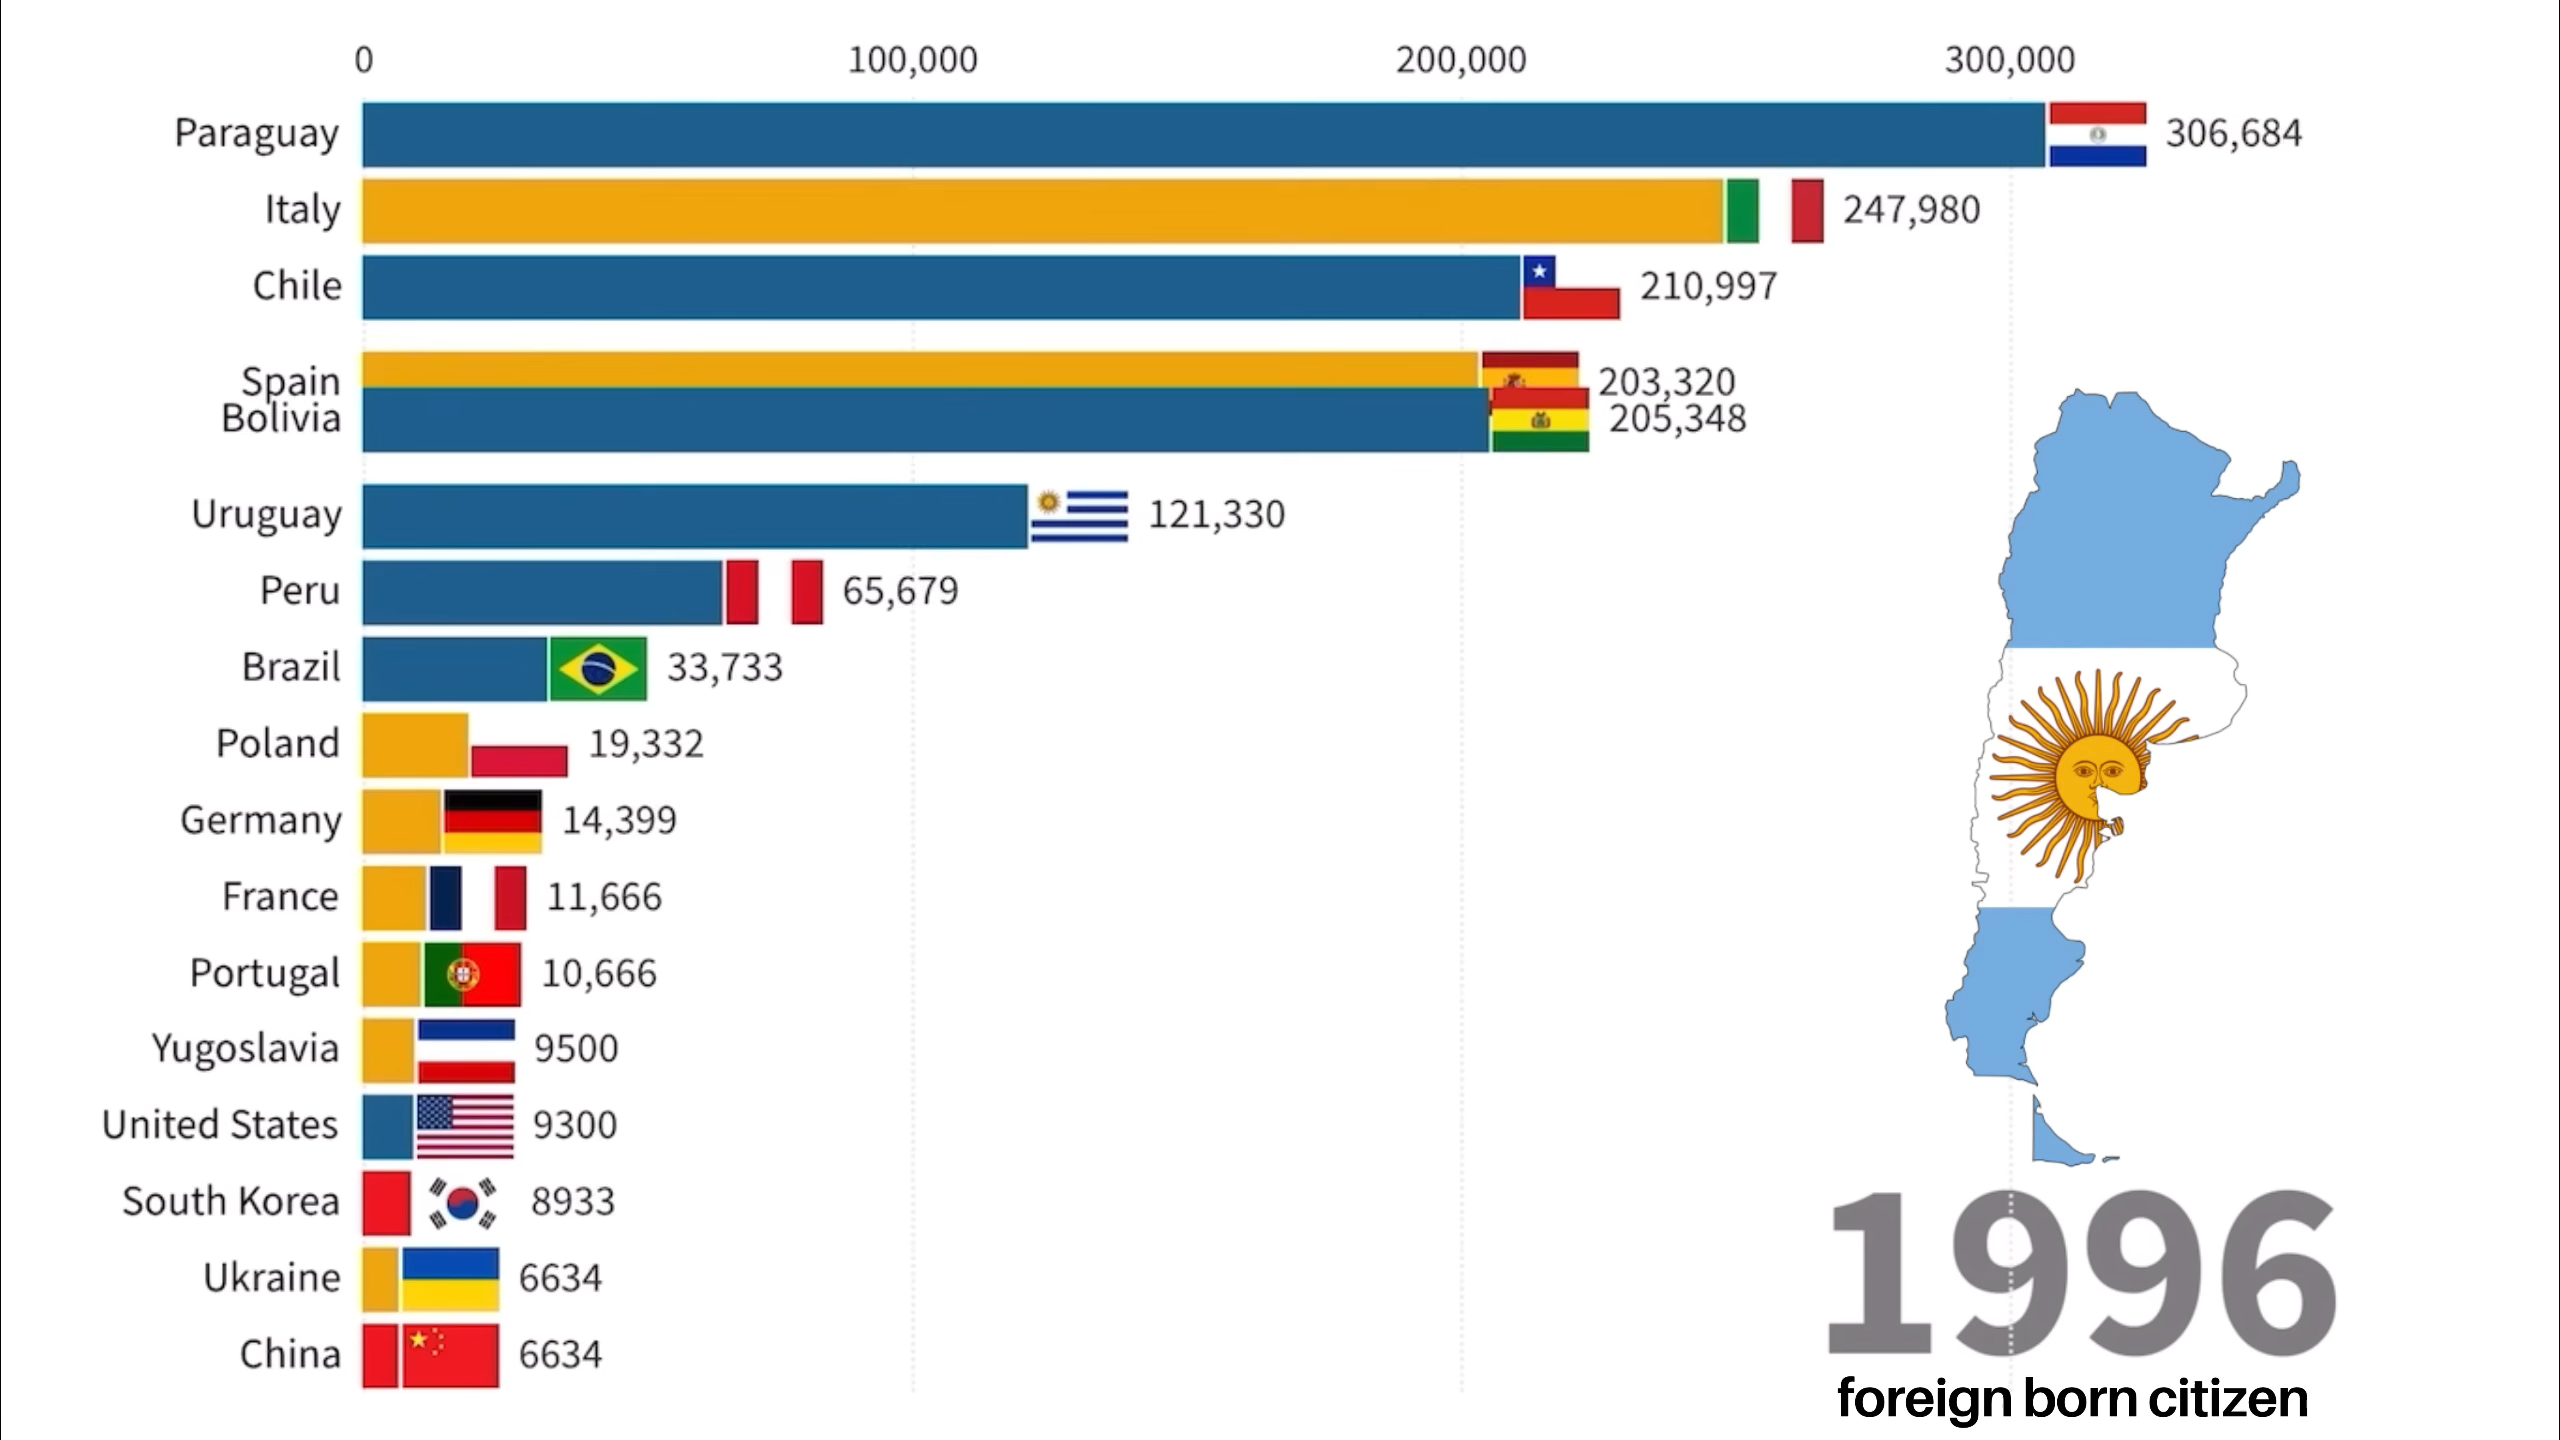 0 100,000 200,000 300,000
Paraguay 306,684
Italy 247,980
Chile 210,997
Spain 203,320
Bolivia 205,348
Uruguay 121,330
Peru 65,679
Brazil 33,733
Poland 19,332
Germany 14,399
France 11,666
Portugal 10,666
Yugoslavia 9500
United States 9300
South Korea 8933
Ukraine 6634
China 6634
1996
foreign born citizen